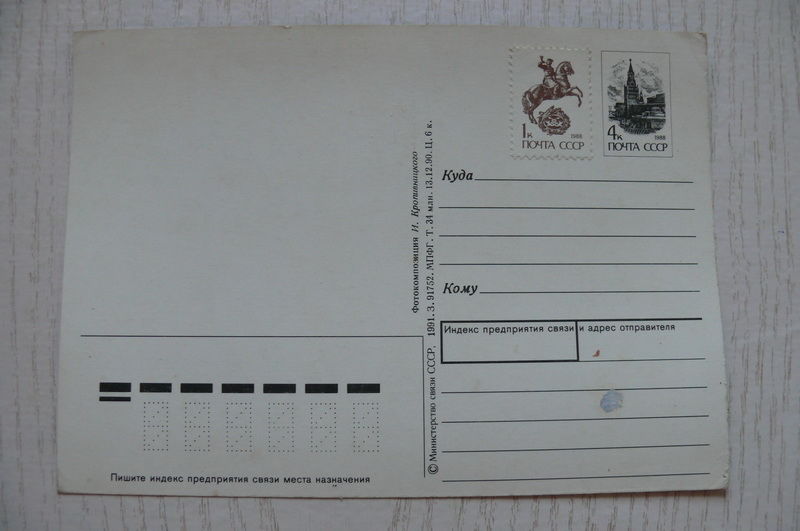 1к 1988
ПОЧТА СССР
4к 1988
ПОЧТА СССР
Куда
Кому
Индекс предприятия связи и адрес отправителя
Фотокомпозиция И. Кропивницкого
© Министерство связи СССР, 1991. З. 91752. МПФГ. Т. 34 млн. 13.12.90. Ц. 6 к.
Пишите индекс предприятия связи места назначения